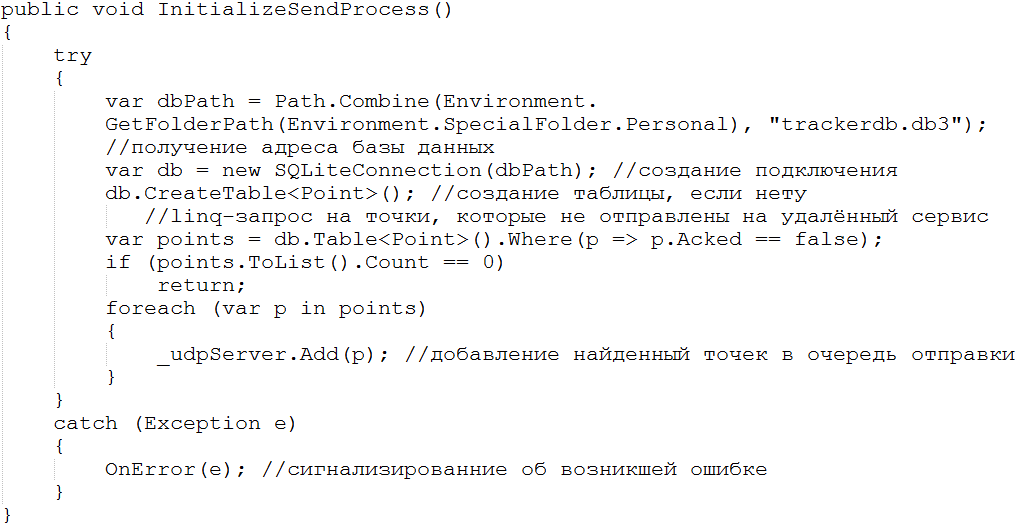 public void InitializeSendProcess()
{
    try
    {
        var dbPath = Path.Combine(Environment.
        GetFolderPath(Environment.SpecialFolder.Personal), "trackerdb.db3");
        //получение адреса базы данных
        var db = new SQLiteConnection(dbPath); //создание подключения
        db.CreateTable<Point>(); //создание таблицы, если нету
           //linq-запрос на точки, которые не отправлены на удалённый сервис
        var points = db.Table<Point>().Where(p => p.Acked == false);
        if (points.ToList().Count == 0)
            return;
        foreach (var p in points)
        {
            _udpServer.Add(p); //добавление найденный точек в очередь отправки
        }
    }
    catch (Exception e)
    {
        OnError(e); //сигнализированние об возникшей ошибке
    }
}